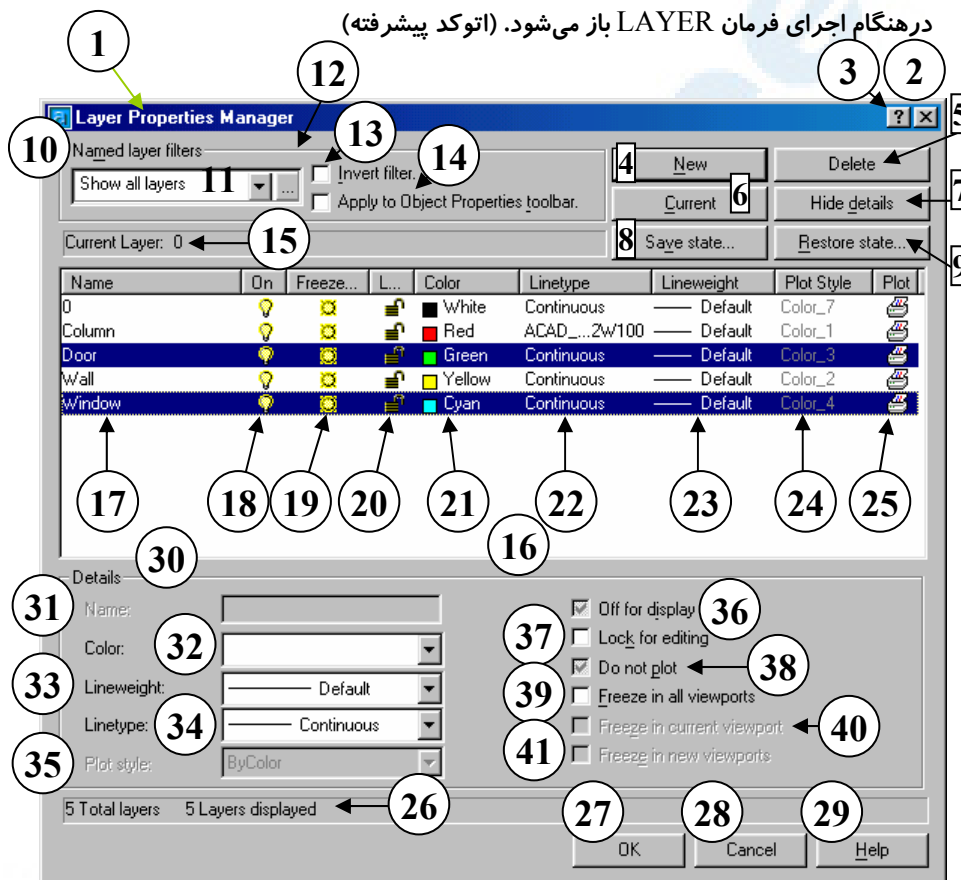 درهنگام اجرای فرمان LAYER باز می‌شود. (اتوکد پیشرفته)
1
12
3 2
Layer Properties Manager ? ×
10 Named layer filters 13 14 5
Show all layers 11 ... Invert filter. 4 New Delete
Apply to Object Properties toolbar. Current 6 Hide details 7
Current Layer: 0 15 8 Save state... Restore state... 9
Name On Freeze... L... Color Linetype Lineweight Plot Style Plot
0 White Continuous Default Color_7
Column Red ACAD_...2W100 Default Color_1
Door Green Continuous Default Color_3
Wall Yellow Continuous Default Color_2
Window Cyan Continuous Default Color_4
17 18 19 20 21 22 23 24 25
16
30
Details
31 Name: Off for display 36
Color: 32 37 Lock for editing
33 Lineweight: Default Do not plot 38
39 Freeze in all viewports
Linetype: 34 Continuous Freeze in current viewport 40
35 Plot style: ByColor 41 Freeze in new viewports
5 Total layers 5 Layers displayed 26
27 28 29
OK Cancel Help